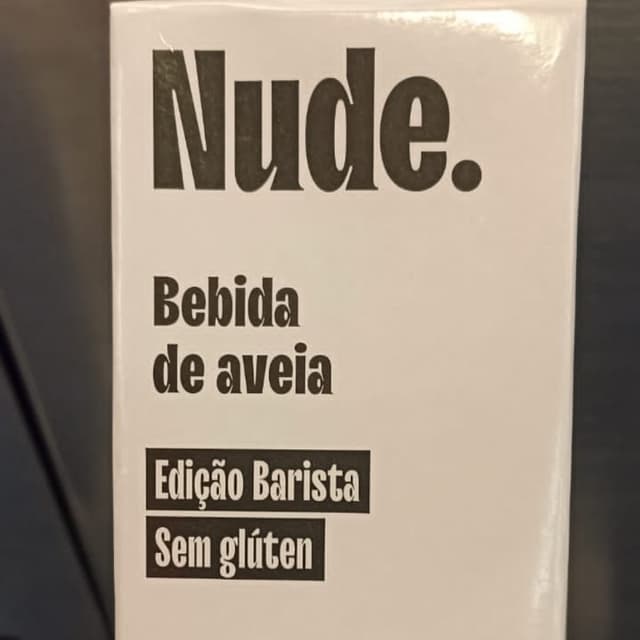 Nude.
Bebida
de aveia
Edição Barista
Sem glúten